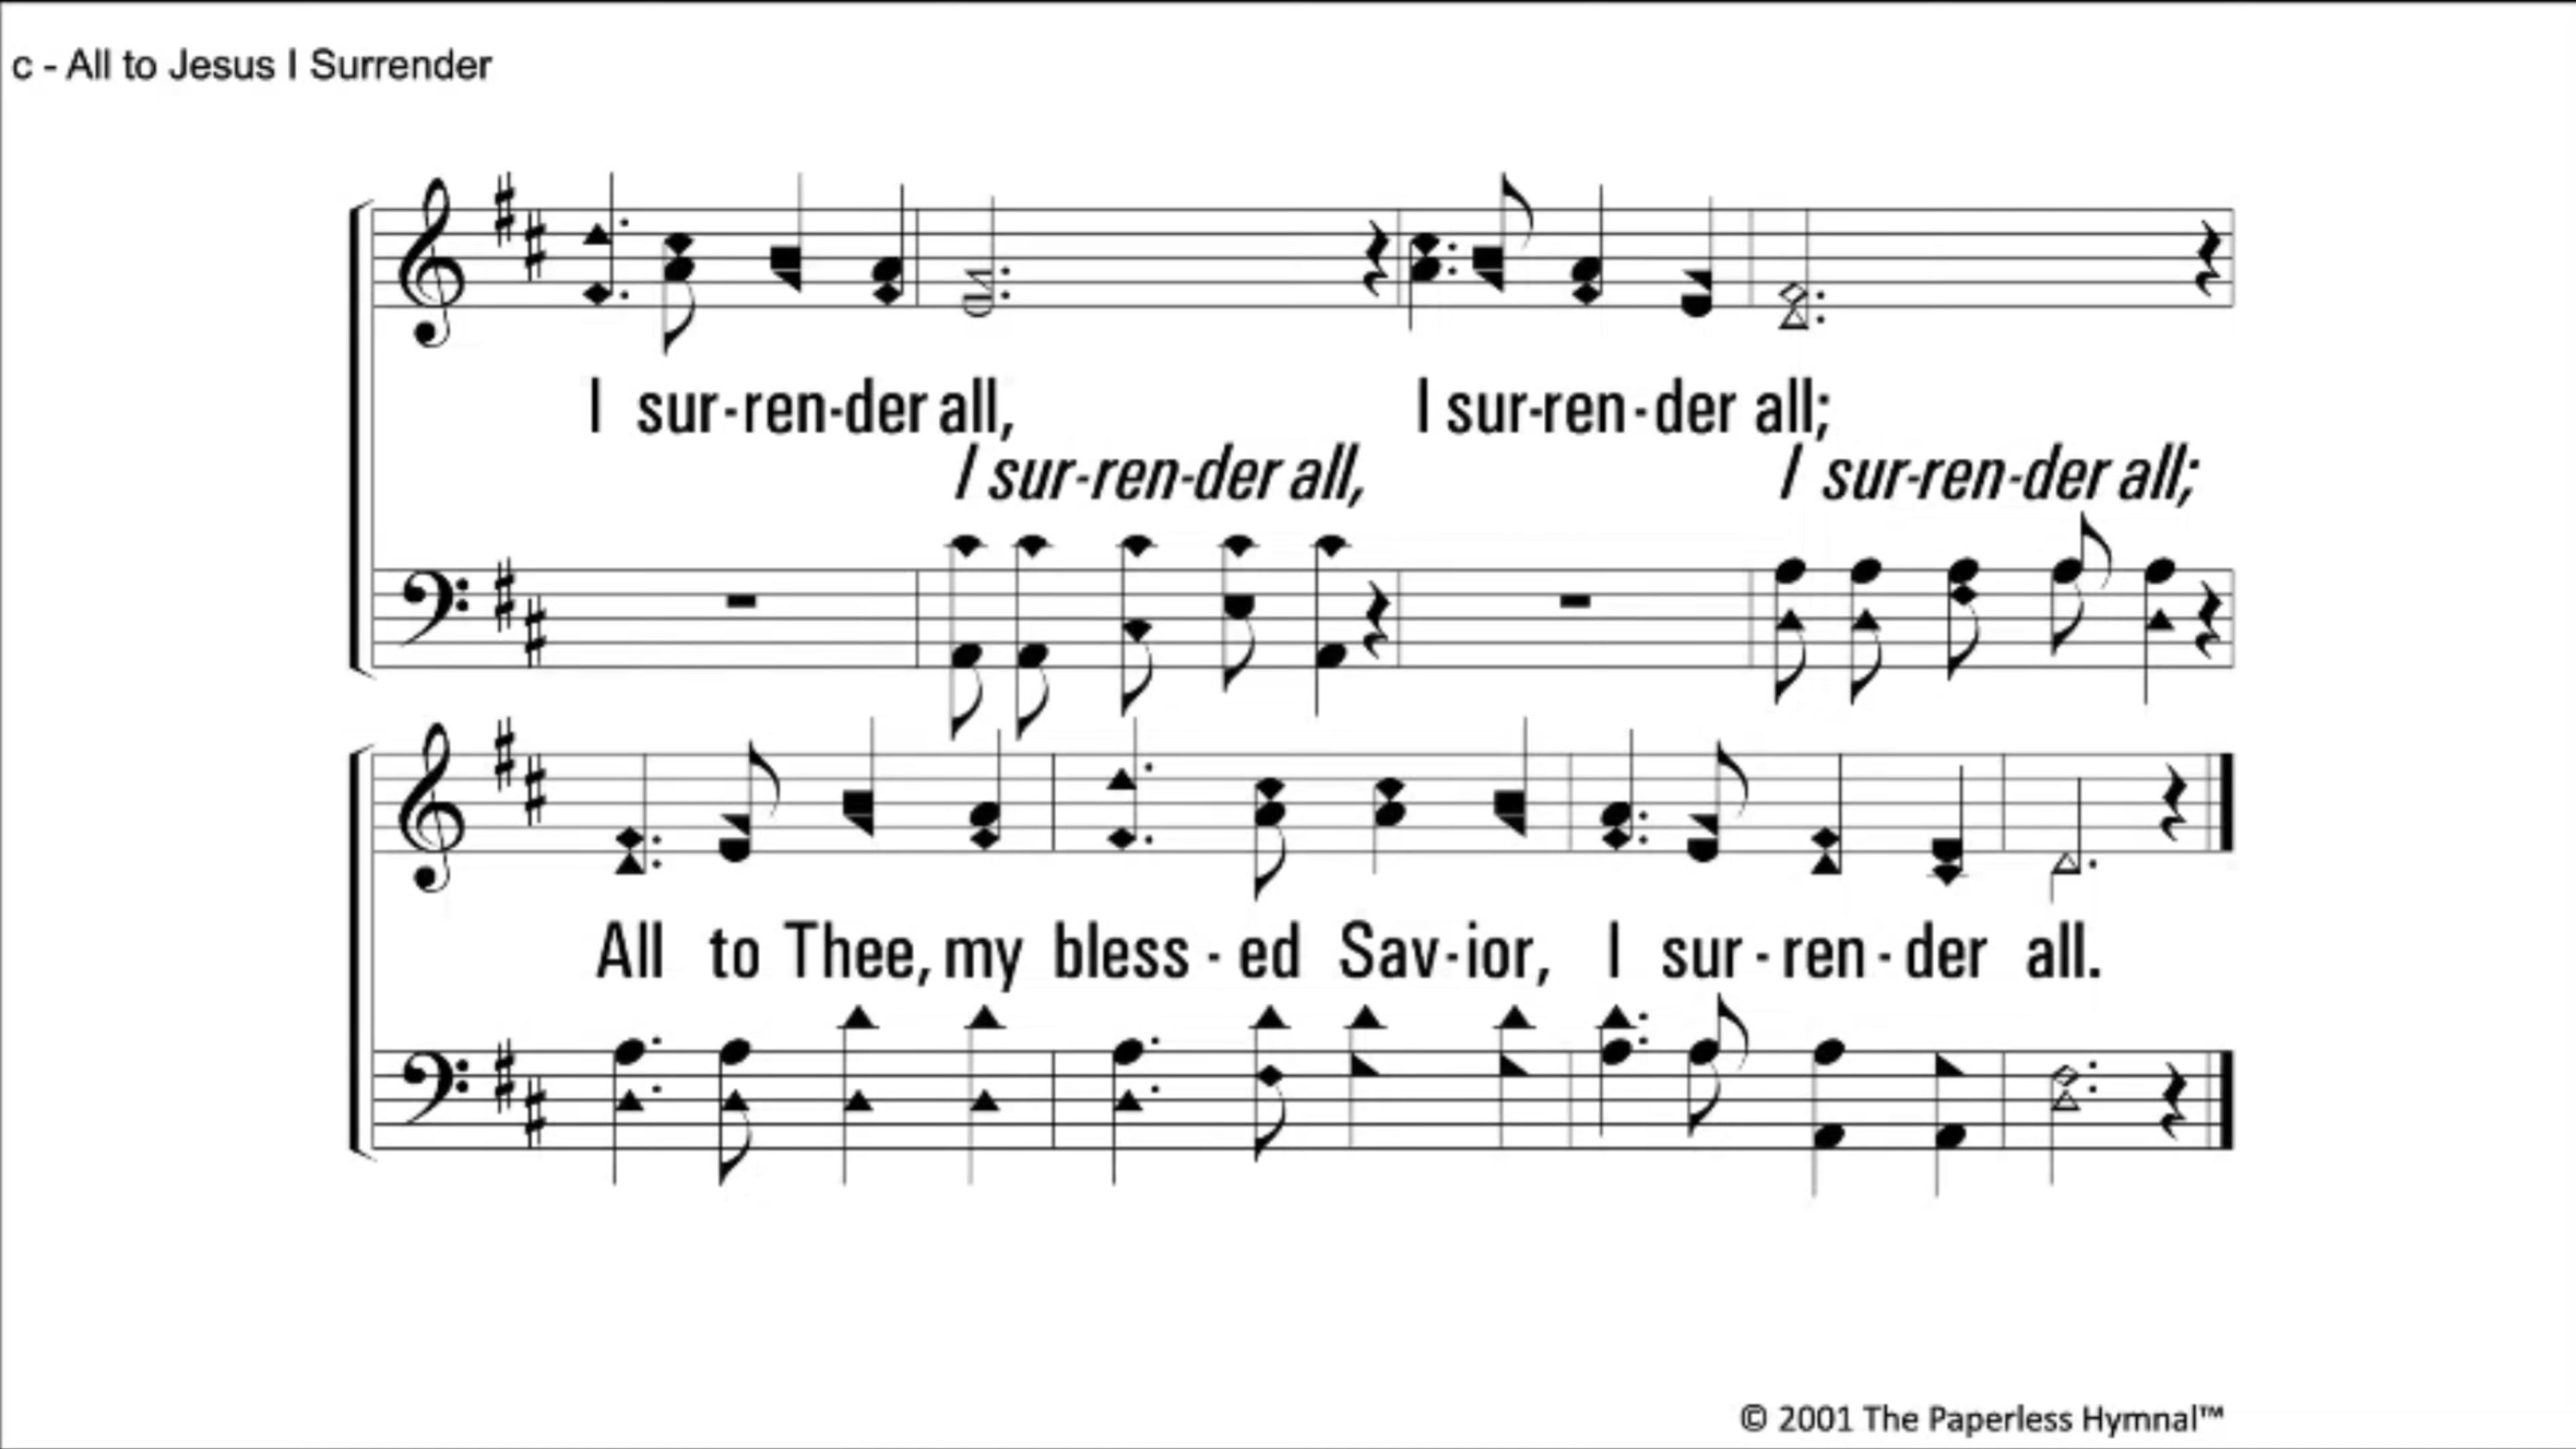 c - All to Jesus I Surrender
I sur-ren-der all, I sur-ren-der all;
I sur-ren-der all, I sur-ren-der all;
All to Thee, my bless-ed Sav-ior, I sur-ren-der all.
© 2001 The Paperless Hymnal™